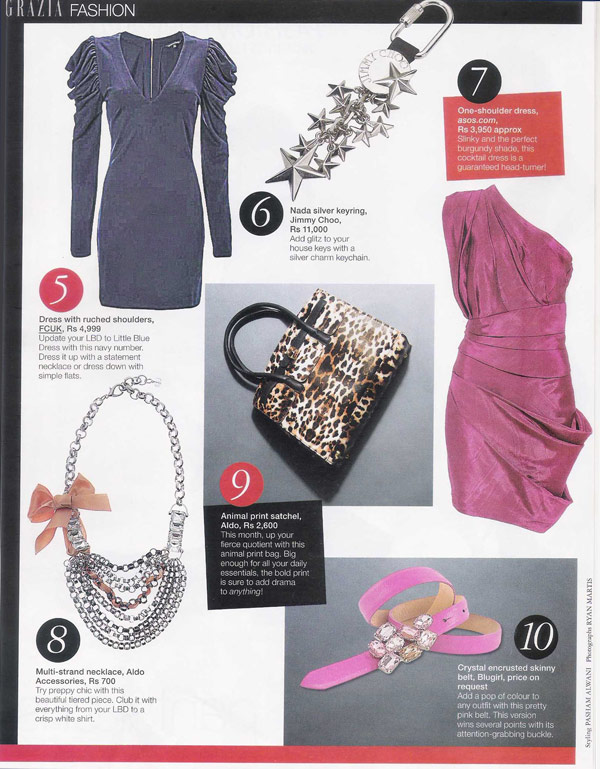 GRAZIA FASHION
5
Dress with ruched shoulders,
FCUK, Rs 4,999
Update your LBD to Little Blue
Dress with this navy number.
Dress it up with a statement
necklace or dress down with
simple flats.
JIMMY CHOO
6
Nada silver keyring,
Jimmy Choo,
Rs 11,000
Add glitz to your
house keys with a
silver charm keychain.
7
One-shoulder dress,
asos.com,
Rs 3,950 approx
Slinky and the perfect
burgundy shade, this
cocktail dress is a
guaranteed head-turner!
8
Multi-strand necklace, Aldo
Accessories, Rs 700
Try preppy chic with this
beautiful tiered piece. Club it with
everything from your LBD to a
crisp white shirt.
9
Animal print satchel,
Aldo, Rs 2,600
This month, up your
fierce quotient with this
animal print bag. Big
enough for all your daily
essentials, the bold print
is sure to add drama
to anything!
10
Crystal encrusted skinny
belt, Blugirl, price on
request
Add a pop of colour to
any outfit with this pretty
pink belt. This version
wins several points with its
attention-grabbing buckle.
Styling PASHAM ALWANI Photographs RYAN MARTIS